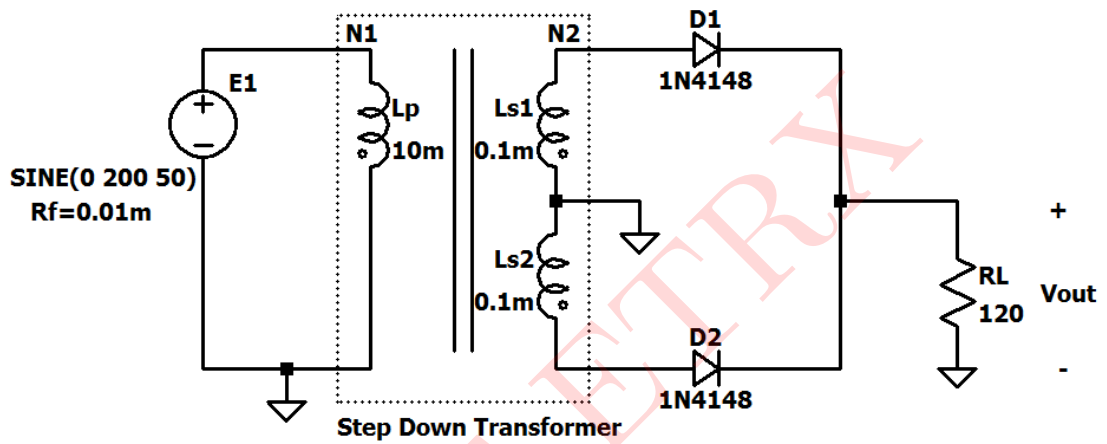 N1
N2
D1
E1
1N4148
Lp
Ls1
10m
0.1m
SINE(0 200 50)
Rf=0.01m
+
Ls2
RL
Vout
0.1m
120
D2
-
1N4148
Step Down Transformer
ETRX